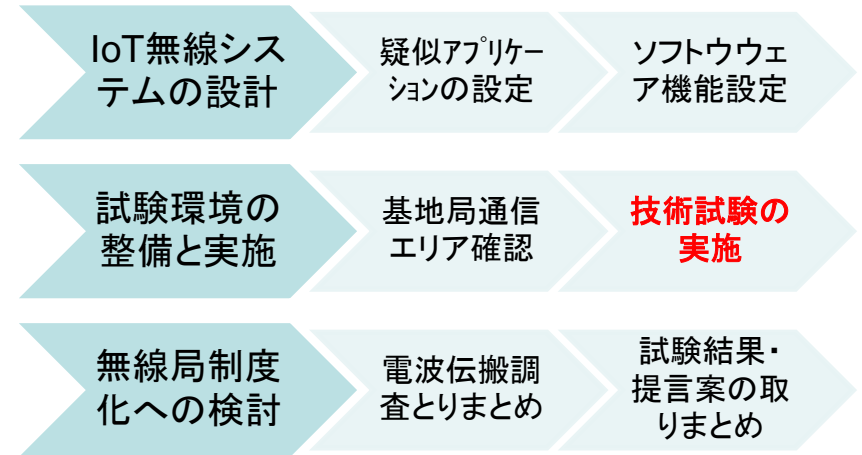 IoT無線シス
テムの設計
疑似アプリケー
ションの設定
ソフトウウェ
ア機能設定
試験環境の
整備と実施
基地局通信
エリア確認
技術試験の
実施
無線局制度
化への検討
電波伝搬調
査とりまとめ
試験結果・
提言案の取
りまとめ